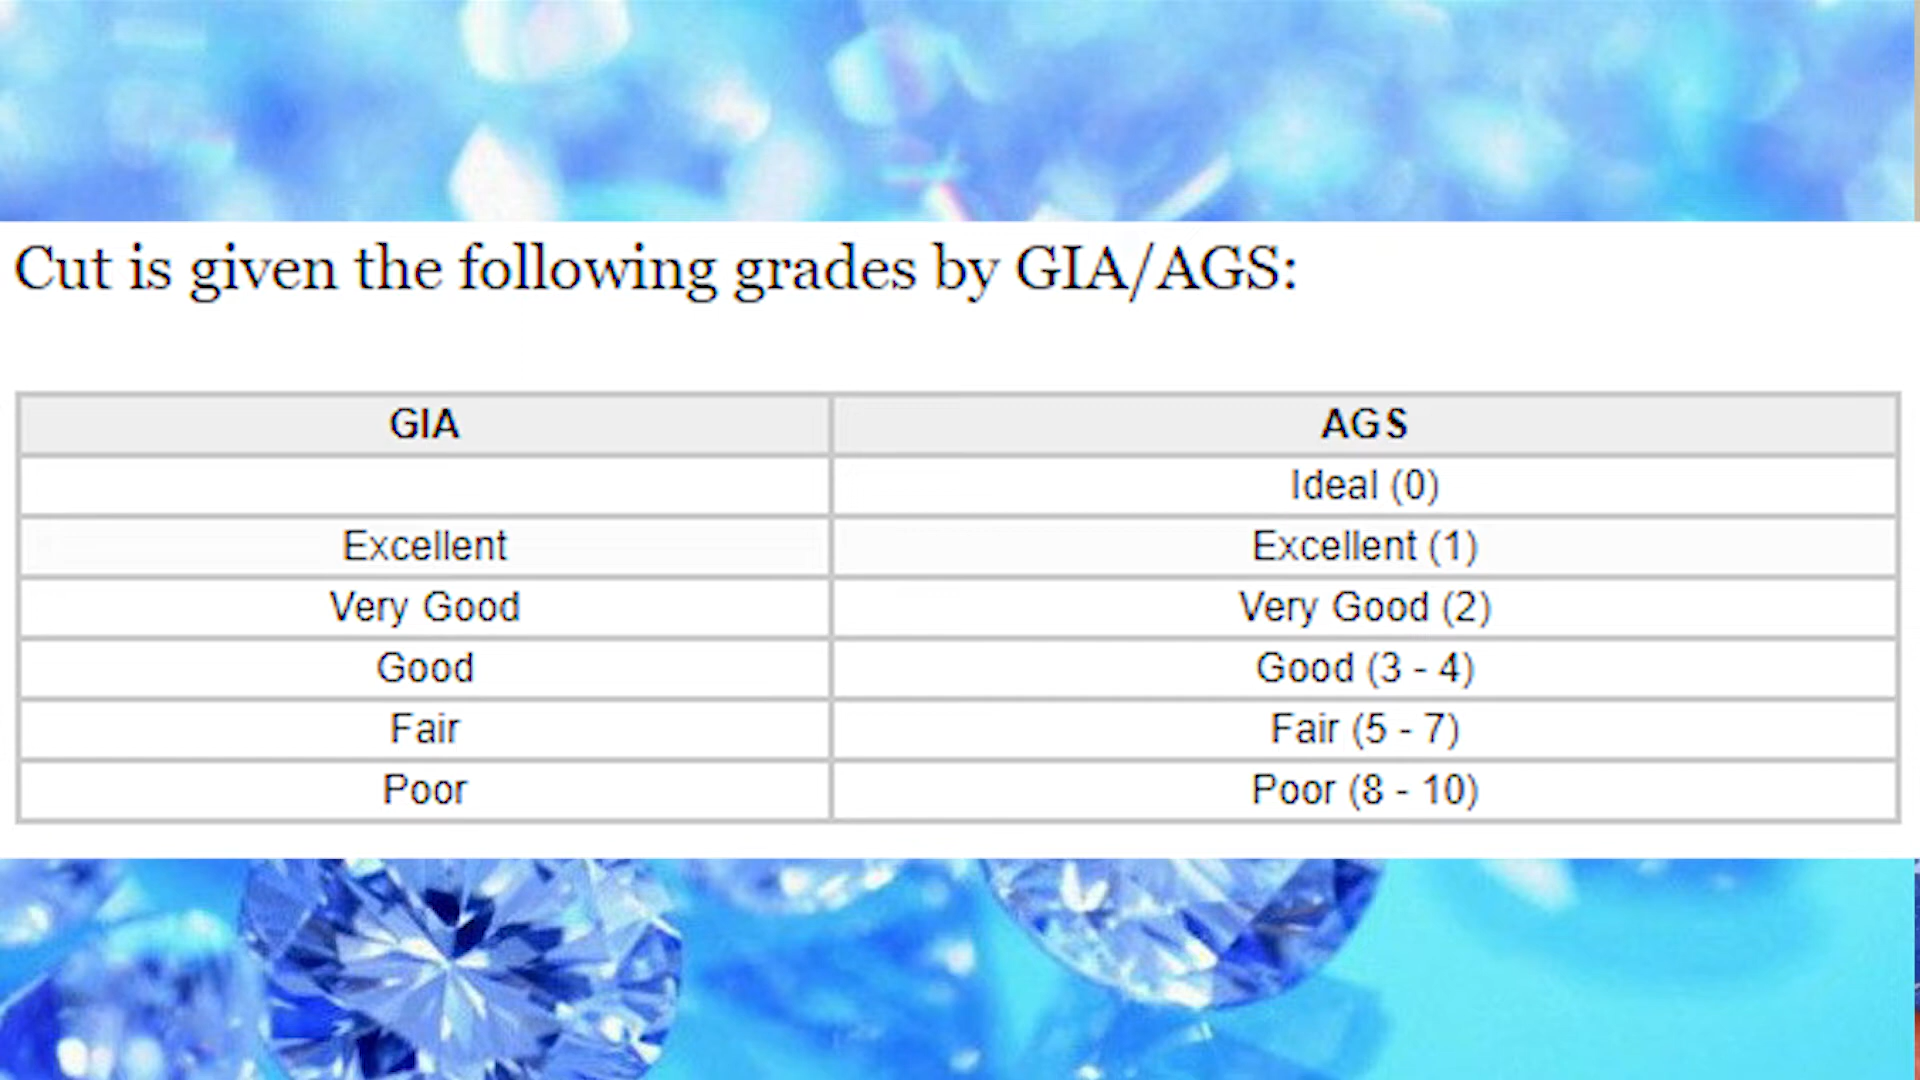 Cut is given the following grades by GIA/AGS:
GIA AGS
Ideal (0)
Excellent Excellent (1)
Very Good Very Good (2)
Good Good (3 - 4)
Fair Fair (5 - 7)
Poor Poor (8 - 10)